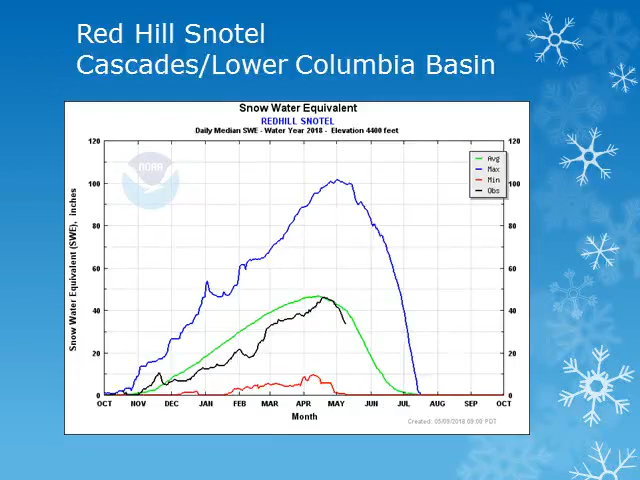 Red Hill Snotel
Cascades/Lower Columbia Basin
Snow Water Equivalent
REDHILL SNOTEL
Daily Median SWE - Water Year 2018 - Elevation 4400 feet
120
100
80
60
40
20
0
Snow Water Equivalent (SWE), inches
NOAA
Avg
Max
Min
Obs
120
100
80
60
40
20
0
OCT NOV DEC JAN FEB MAR APR MAY JUN JUL AUG SEP OCT
Month
Created: 05/09/2018 09:00 PDT